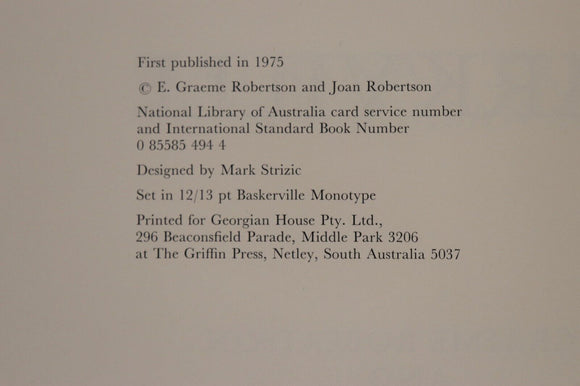 First published in 1975
© E. Graeme Robertson and Joan Robertson
National Library of Australia card service number
and International Standard Book Number
0 85585 494 4
Designed by Mark Strizic
Set in 12/13 pt Baskerville Monotype
Printed for Georgian House Pty. Ltd.,
296 Beaconsfield Parade, Middle Park 3206
at The Griffin Press, Netley, South Australia 5037